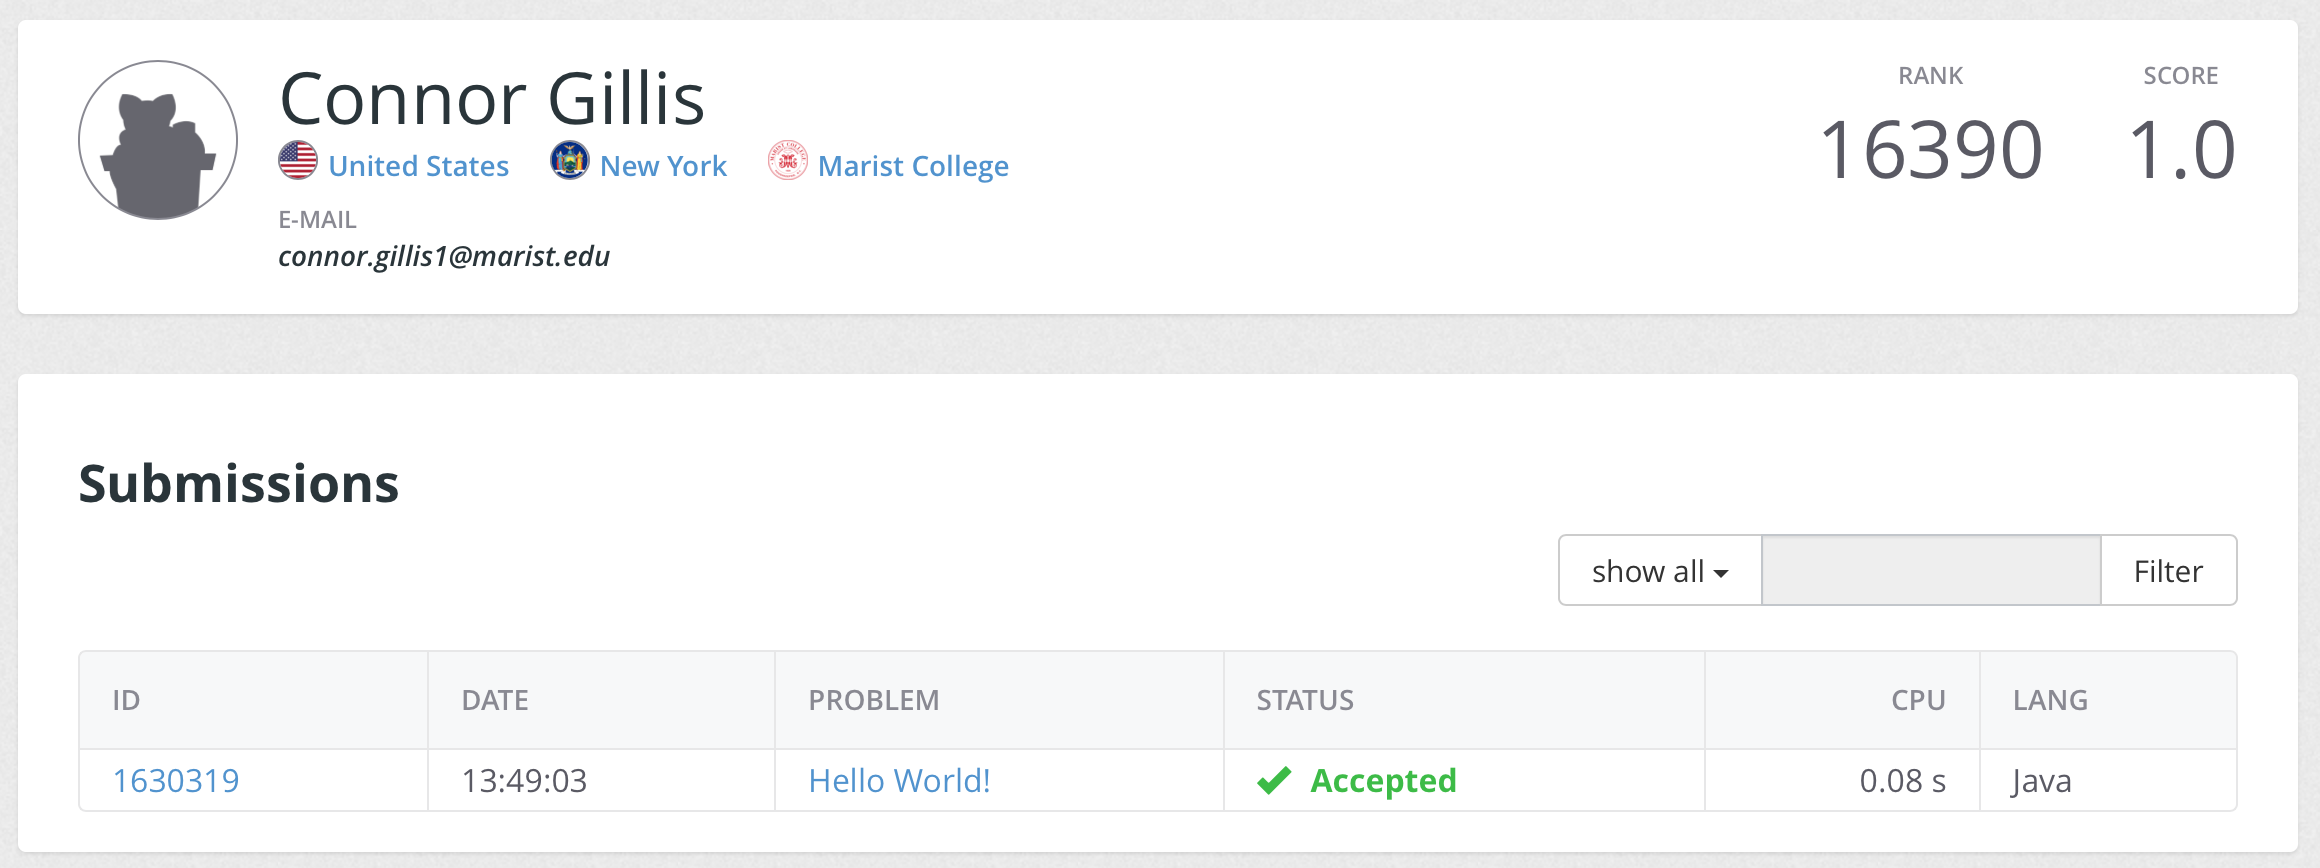 Connor Gillis
United States New York Marist College
E-MAIL
connor.gillis1@marist.edu
RANK SCORE
16390 1.0
Submissions
show all Filter
ID DATE PROBLEM STATUS CPU LANG
1630319 13:49:03 Hello World! Accepted 0.08 s Java